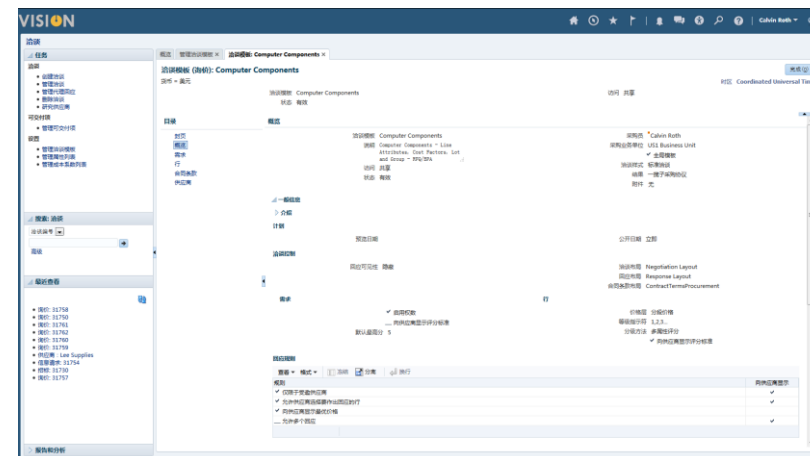 VISION
Calvin Roth
洽谈
任务
洽谈
创建洽谈
管理洽谈
管理代理回应
删除洽谈
研究供应商
可交付项
管理可交付项
设置
管理洽谈模板
管理属性列表
管理成本系数列表
搜索: 洽谈
洽谈编号
高级
最近查看
询价: 31758
询价: 31750
询价: 31761
询价: 31762
询价: 31760
询价: 31759
供应商: Lee Supplies
信息请求: 31754
招标: 31730
询价: 31757
报告和分析
概览 管理洽谈模板 × 洽谈模板: Computer Components ×
洽谈模板 (询价): Computer Components
完成(D)
货币 = 美元
时区 Coordinated Universal Tim
洽谈模板 Computer Components
访问 共享
状态 有效
目录
封页
概览
需求
行
合同条款
供应商
概览
洽谈模板 Computer Components
说明 Computer Components - Line
Attributes, Cost Factors, Lot
and Group - RFQ/RFA
访问 共享
状态 有效
采购员 *Calvin Roth
采购业务单位 US1 Business Unit
全局模板
洽谈样式 标准洽谈
结果 一揽子采购协议
附件 无
一般信息
介绍
计划
预览日期
公开日期 立即
洽谈控制
回应可见性 隐密
洽谈布局 Negotiation Layout
回应布局 Response Layout
合同条款布局 ContractTermsProcurement
需求
启用权数
向供应商显示评分标准
默认最高分 5
行
价格层 分级价格
等级指示符 1,2,3...
分级方法 多属性评分
向供应商显示评分标准
回应规则
查看 格式 冻结 分离 换行
规则 向供应商显示
仅限于受邀供应商
允许供应商选择要作出回应的行
向供应商显示最优价格
允许多个回应